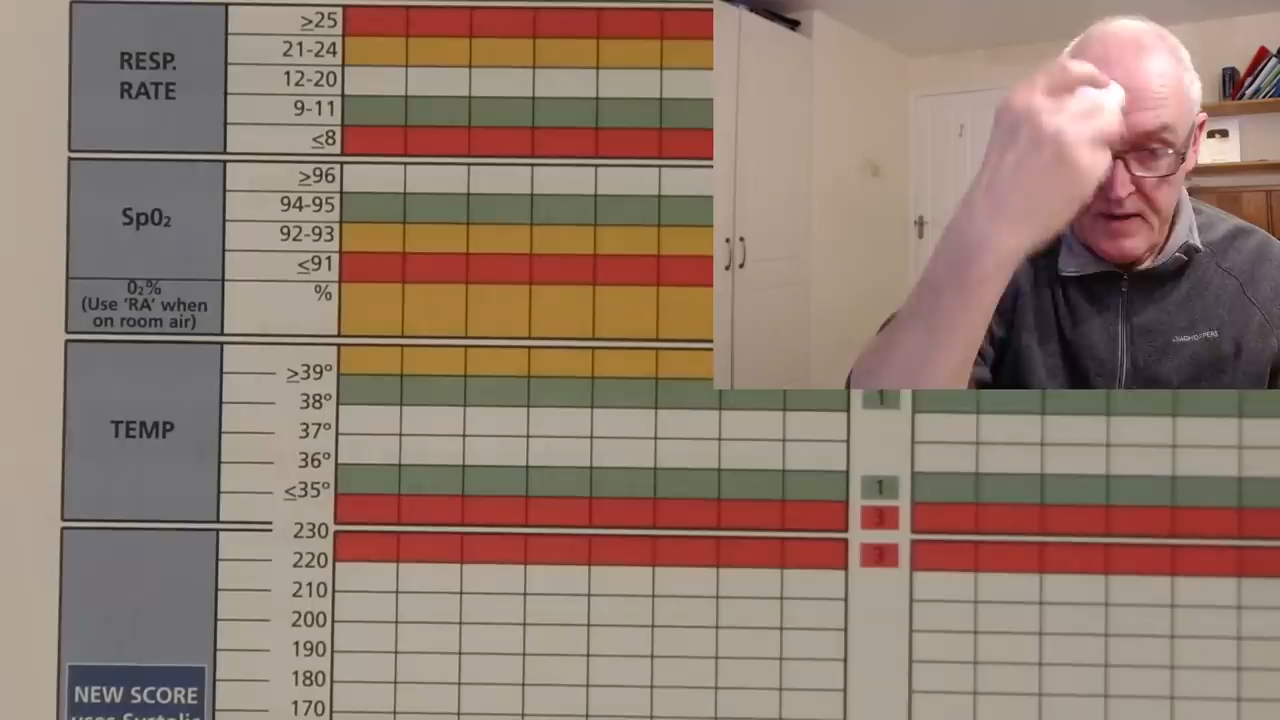 RESP.
RATE
≥25
21-24
12-20
9-11
≤8
SpO₂
≥96
94-95
92-93
≤91
O₂%
(Use 'RA' when
on room air)
%
TEMP
≥39°
38°
37°
36°
≤35°
1
1
3
3
230
220
210
200
190
180
170
NEW SCORE
uses Systolic